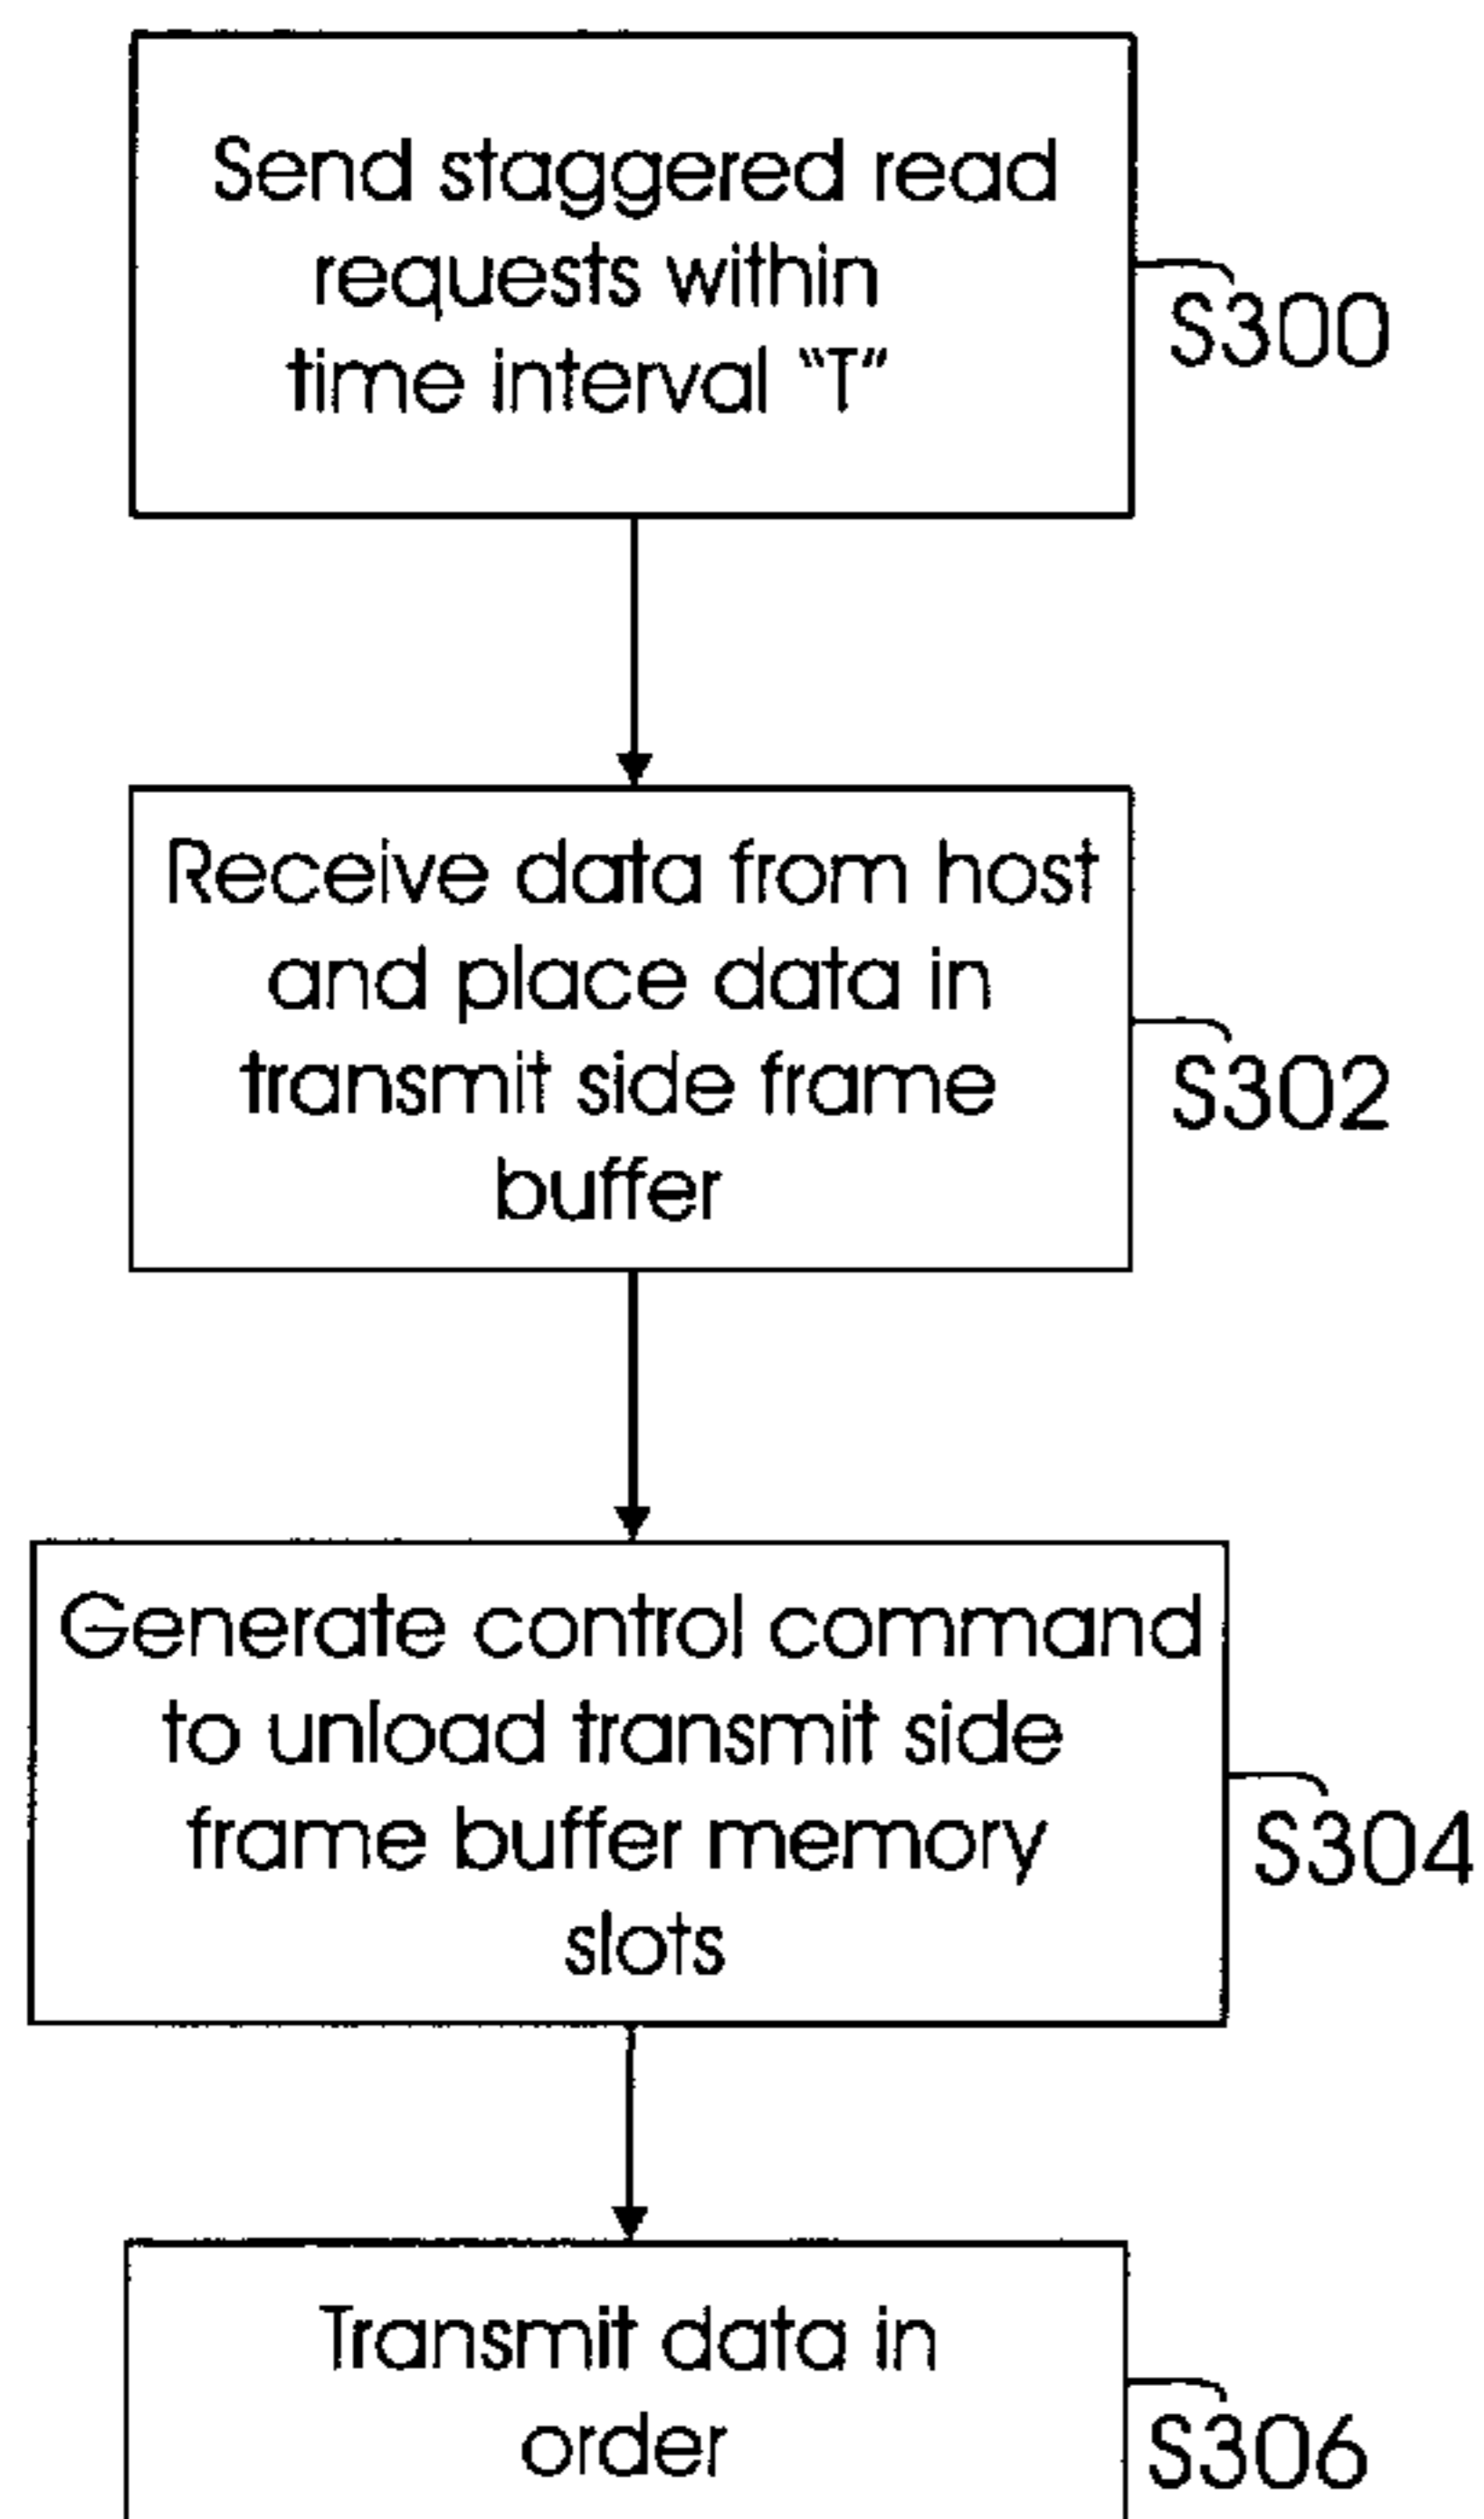 Send staggered read
requests within
time interval "T"
S300
Receive data from host
and place data in
transmit side frame
buffer
S302
Generate control command
to unload transmit side
frame buffer memory
slots
S304
Transmit data in
order
S306